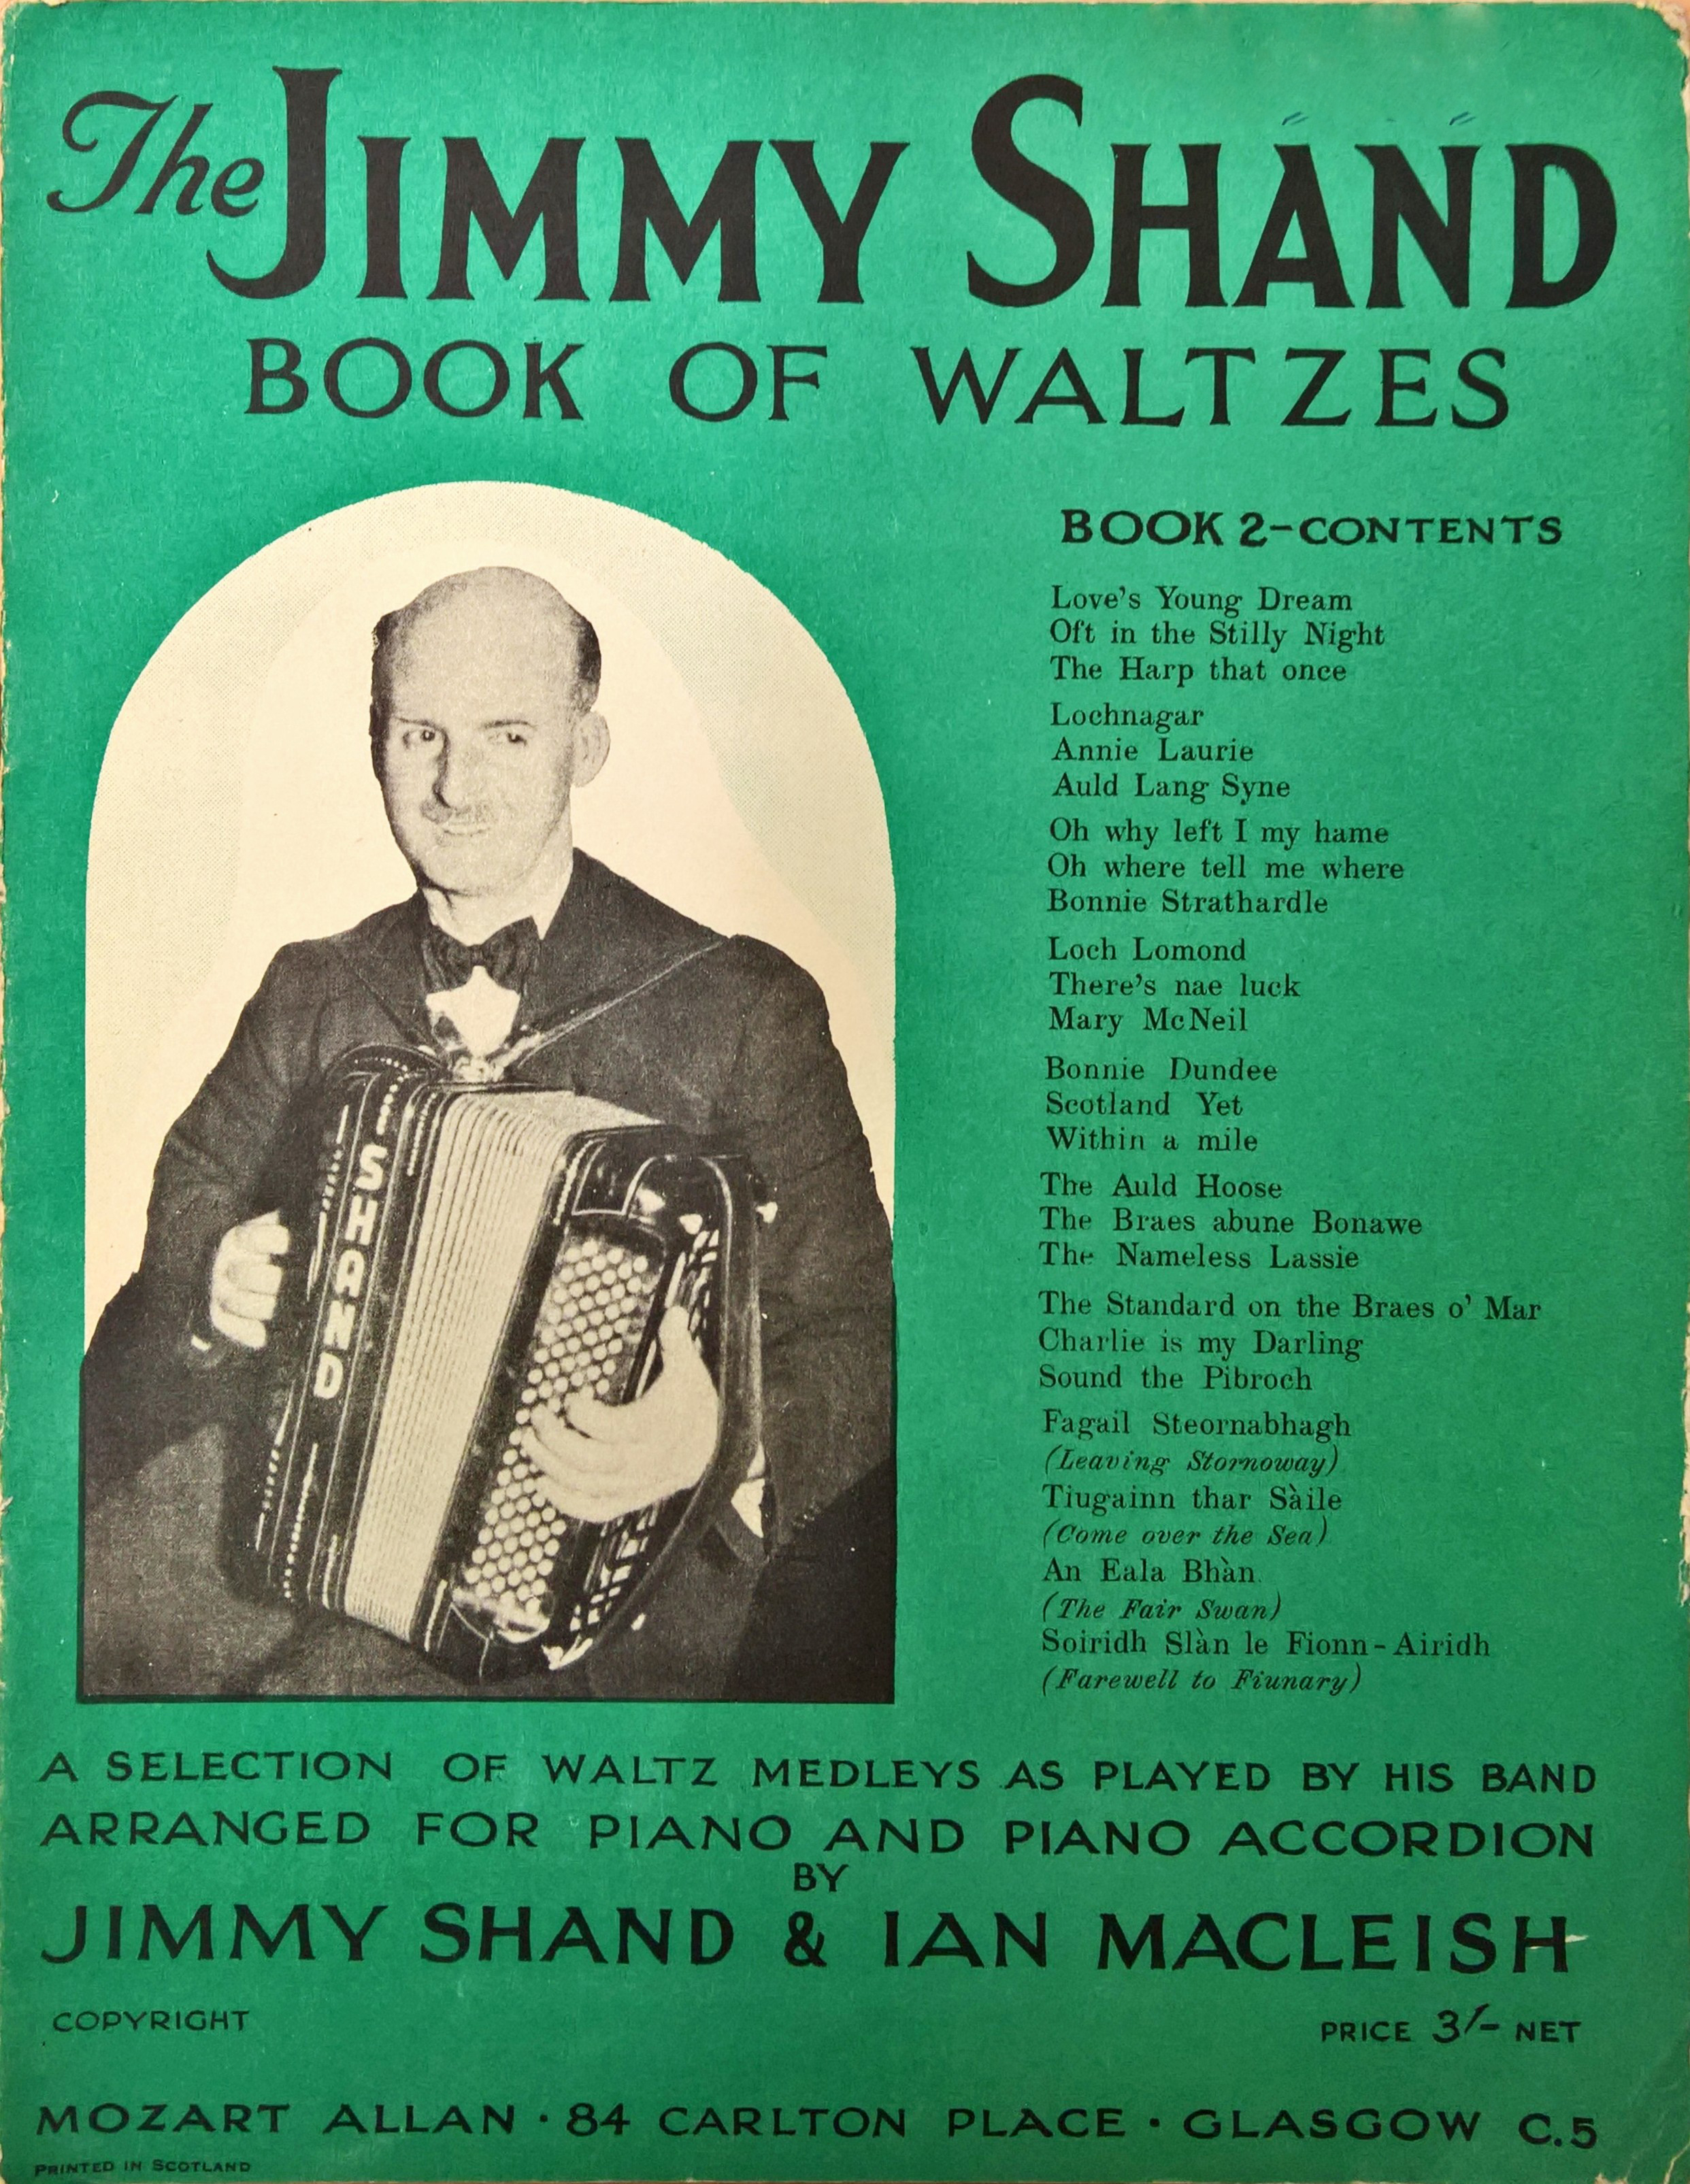 The JIMMY SHAND
BOOK OF WALTZES
BOOK 2-CONTENTS
Love's Young Dream
Oft in the Stilly Night
The Harp that once
Lochnagar
Annie Laurie
Auld Lang Syne
Oh why left I my hame
Oh where tell me where
Bonnie Strathardle
Loch Lomond
There's nae luck
Mary McNeil
Bonnie Dundee
Scotland Yet
Within a mile
The Auld Hoose
The Braes abune Bonawe
The Nameless Lassie
The Standard on the Braes o' Mar
Charlie is my Darling
Sound the Pibroch
Fagail Steornabhagh
(Leaving Stornoway)
Tiugainn thar Sàile
(Come over the Sea)
An Eala Bhàn
(The Fair Swan)
Soiridh Slàn le Fionn-Airidh
(Farewell to Fiunary)
SHAND
A SELECTION OF WALTZ MEDLEYS AS PLAYED BY HIS BAND
ARRANGED FOR PIANO AND PIANO ACCORDION
BY
JIMMY SHAND & IAN MACLEISH
COPYRIGHT
PRICE 3/- NET
MOZART ALLAN · 84 CARLTON PLACE · GLASGOW C.5
PRINTED IN SCOTLAND